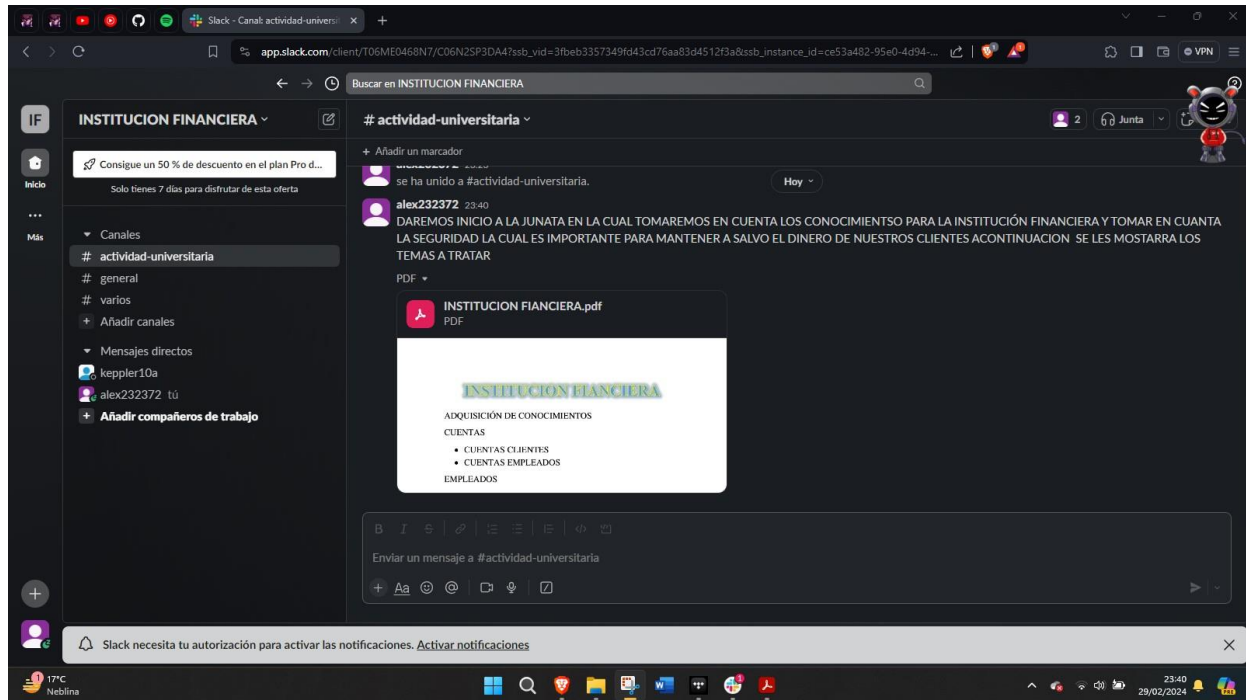 Slack - Canal: actividad-universit
app.slack.com/client/T06ME0468N7/C06N2SP3DA4?ssb_vid=3fbeb3357349fd43cd76aa83d4512f3a&ssb_instance_id=ce53a482-95e0-4d94-...
VPN
Buscar en INSTITUCION FINANCIERA
IF
INSTITUCION FINANCIERA
# actividad-universitaria
2
Junta
+ Añadir un marcador
Consigue un 50 % de descuento en el plan Pro d...
Solo tienes 7 días para disfrutar de esta oferta
Inicio
Más
Canales
# actividad-universitaria
# general
# varios
+ Añadir canales
Mensajes directos
keppler10a
alex232372 tú
+ Añadir compañeros de trabajo
se ha unido a #actividad-universitaria.
Hoy
alex232372 23:40
DAREMOS INICIO A LA JUNATA EN LA CUAL TOMAREMOS EN CUENTA LOS CONOCIMIENTSO PARA LA INSTITUCIÓN FINANCIERA Y TOMAR EN CUANTA
LA SEGURIDAD LA CUAL ES IMPORTANTE PARA MANTENER A SALVO EL DINERO DE NUESTROS CLIENTES ACONTINUACION SE LES MOSTARRA LOS
TEMAS A TRATAR
PDF
INSTITUCION FIANCIERA.pdf
PDF
INSTITUCION FIANCIERA
ADQUISICIÓN DE CONOCIMIENTOS
CUENTAS
• CUENTAS CLIENTES
• CUENTAS EMPLEADOS
EMPLEADOS
Enviar un mensaje a #actividad-universitaria
Slack necesita tu autorización para activar las notificaciones. Activar notificaciones
17°C
Neblina
23:40
29/02/2024